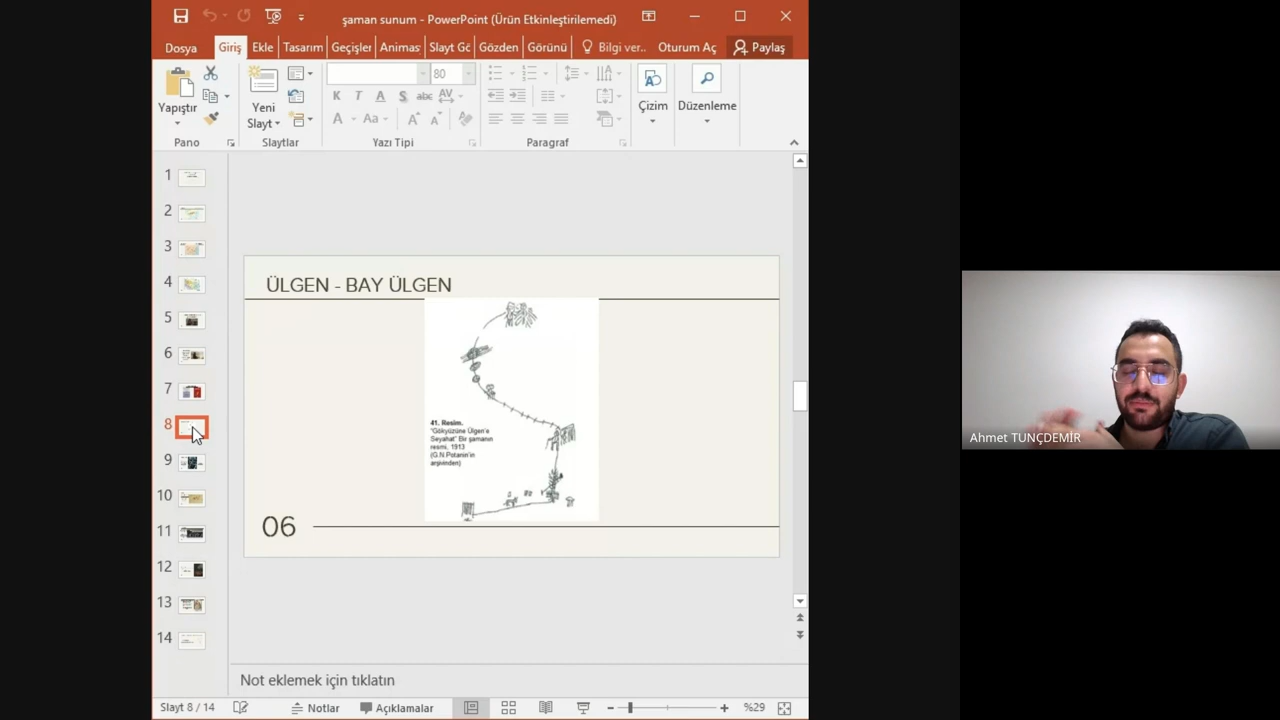 şaman sunum - PowerPoint (Ürün Etkinleştirilemedi)
Dosya Giriş Ekle Tasarım Geçişler Animas Slayt Gö Gözden Görünü Bilgi ver.. Oturum Aç Paylaş
80
Yapıştır
Yeni
Slayt
K T A S abc AV
A Aa A A
Çizim
Düzenleme
Pano
Slaytlar
Yazı Tipi
Paragraf
1
2
3
4
5
6
7
8
9
10
11
12
13
14
ÜLGEN - BAY ÜLGEN
41. Resim.
"Gökyüzüne Ülgen'e
Seyahat" Bir şamanın
resmi, 1913
(G.N.Potanin'in
arşivinden)
06
Ahmet TUNÇDEMİR
Not eklemek için tıklatın
Slayt 8 / 14
Notlar
Açıklamalar
%29